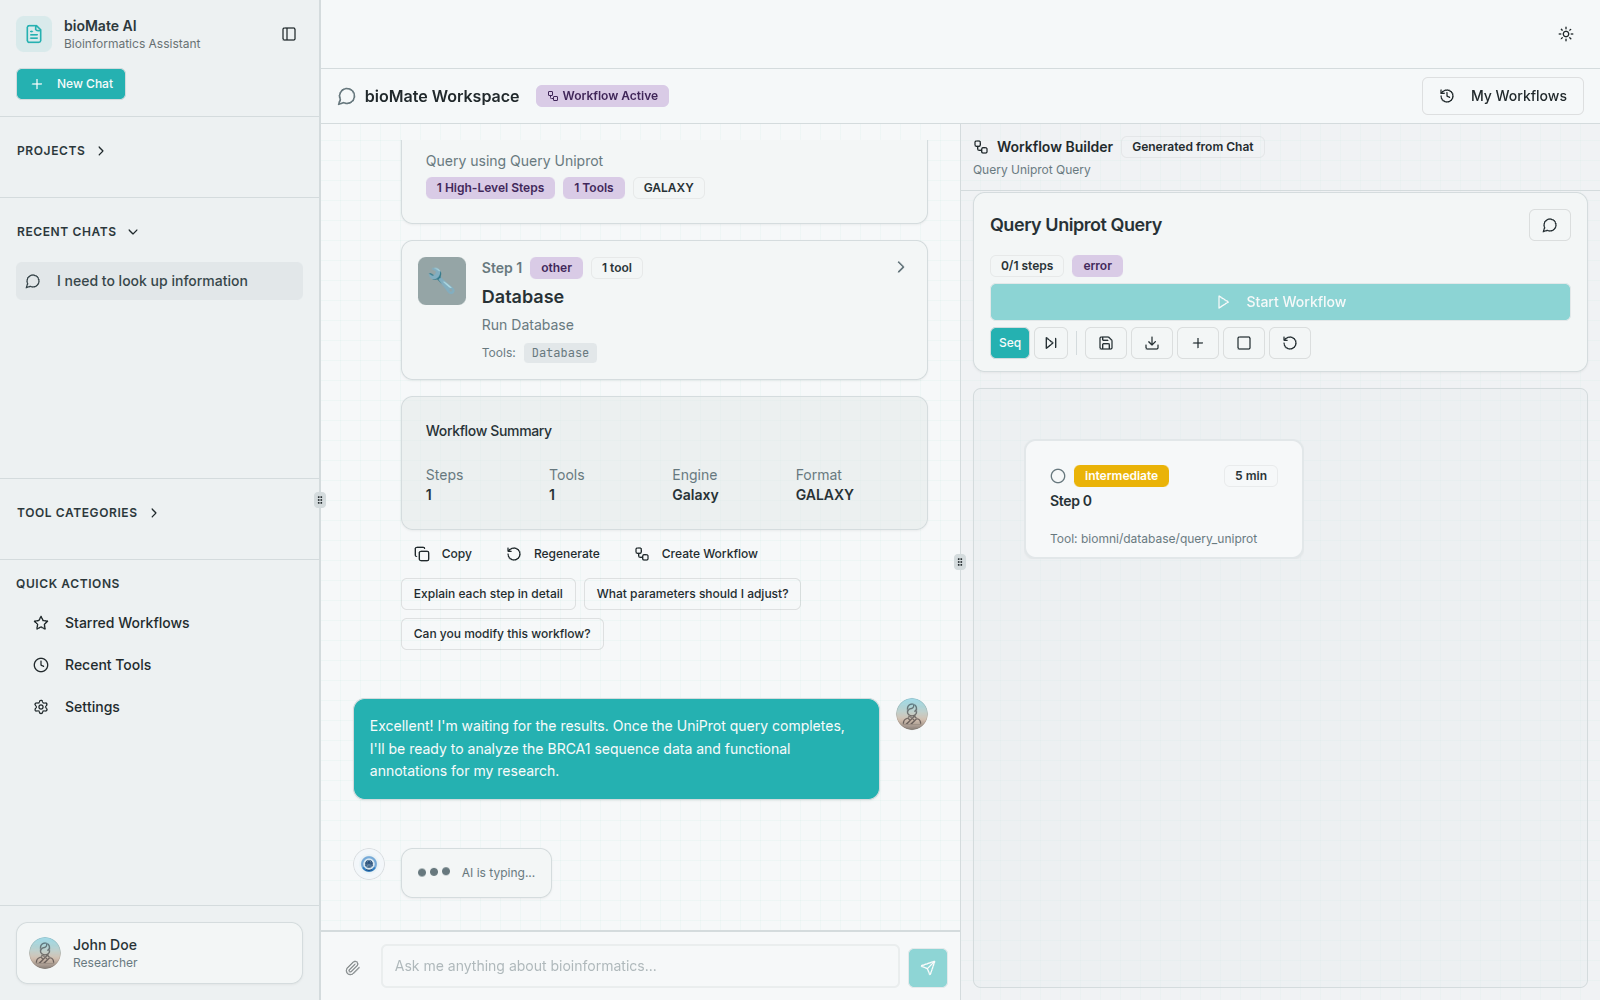 bioMate AI
Bioinformatics Assistant
New Chat
PROJECTS
RECENT CHATS
I need to look up information
TOOL CATEGORIES
QUICK ACTIONS
Starred Workflows
Recent Tools
Settings
John Doe
Researcher
bioMate Workspace
Workflow Active
My Workflows
Query using Query Uniprot
1 High-Level Steps
1 Tools
GALAXY
Step 1
other
1 tool
Database
Run Database
Tools:
Database
Workflow Summary
Steps
1
Tools
1
Engine
Galaxy
Format
GALAXY
Copy
Regenerate
Create Workflow
Explain each step in detail
What parameters should I adjust?
Can you modify this workflow?
Excellent! I'm waiting for the results. Once the UniProt query completes,
I'll be ready to analyze the BRCA1 sequence data and functional
annotations for my research.
AI is typing...
Ask me anything about bioinformatics...
Workflow Builder
Generated from Chat
Query Uniprot Query
Query Uniprot Query
0/1 steps
error
Start Workflow
Seq
Intermediate
5 min
Step 0
Tool: biomni/database/query_uniprot